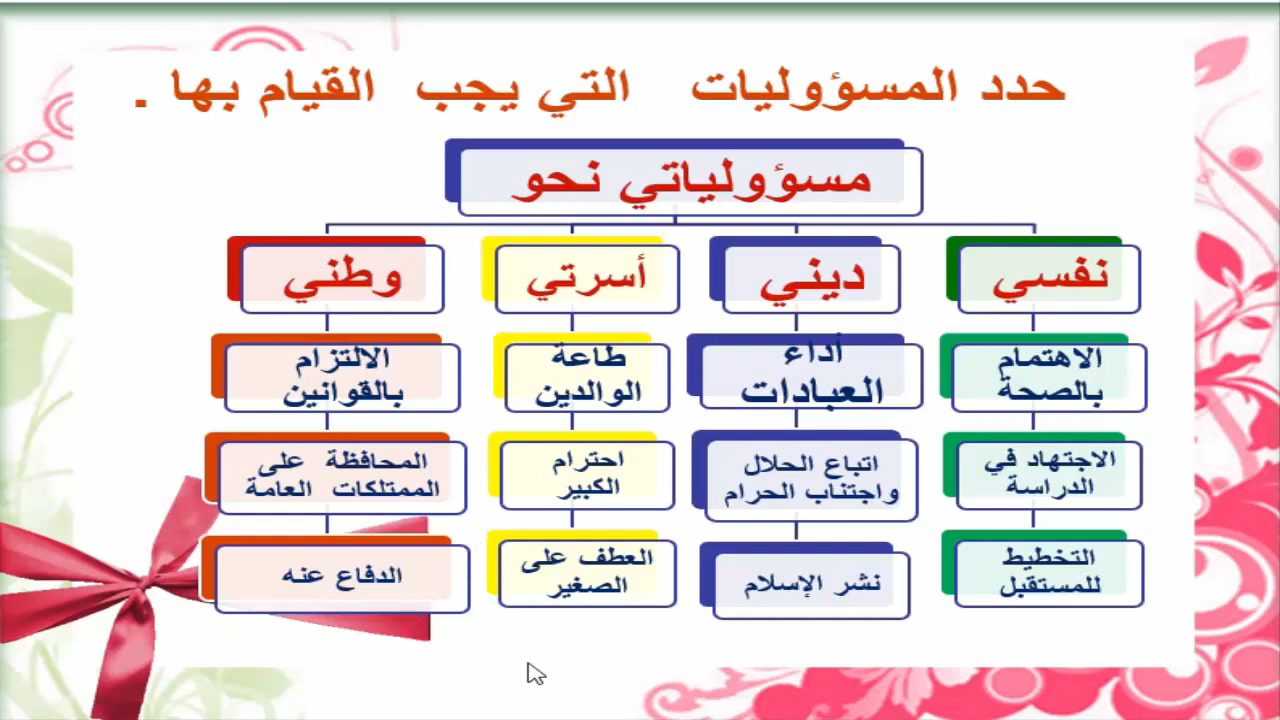 حدد المسؤوليات التي يجب القيام بها .
مسؤولياتي نحو
نفسي
الاهتمام
بالصحة
الاجتهاد في
الدراسة
التخطيط
للمستقبل
ديني
أداء
العبادات
اتباع الحلال
واجتناب الحرام
نشر الإسلام
أسرتي
طاعة
الوالدين
احترام
الكبير
العطف على
الصغير
وطني
الالتزام
بالقوانين
المحافظة على
الممتلكات العامة
الدفاع عنه